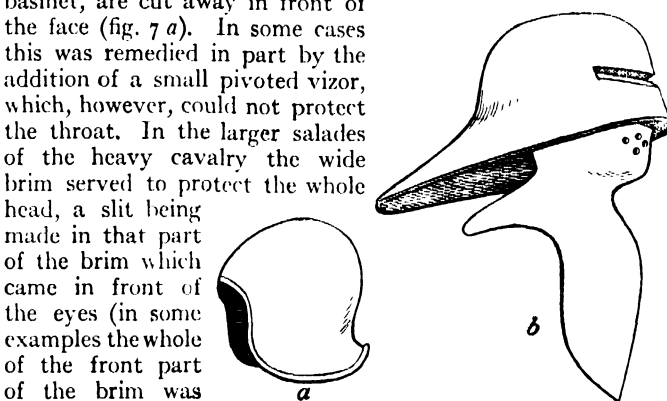 basinet, are cut away in front of
the face (fig. 7 a). In some cases
this was remedied in part by the
addition of a small pivoted vizor,
which, however, could not protect
the throat. In the larger salades
of the heavy cavalry the wide
brim served to protect the whole
head, a slit being
made in that part
of the brim which
came in front of
the eyes (in some
examples the whole
of the front part
of the brim was
a
b